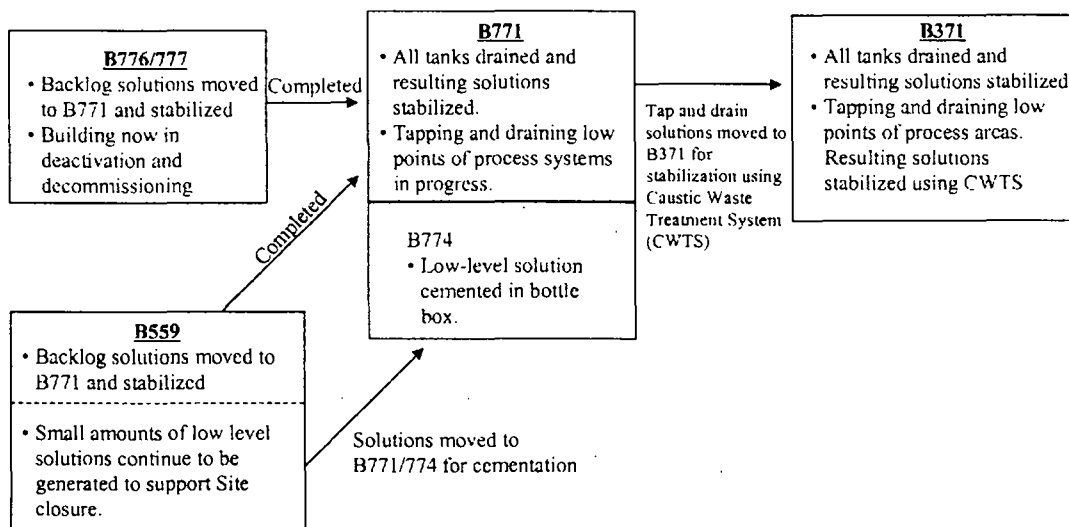 B776/777
• Backlog solutions moved
to B771 and stabilized
• Building now in
deactivation and
decommissioning
Completed
B771
• All tanks drained and
resulting solutions
stabilized.
• Tapping and draining low
points of process systems
in progress.
B774
• Low-level solution
cemented in bottle
box.
Tap and drain
solutions moved to
B371 for
stabilization using
Caustic Waste
Treatment System
(CWTS)
B371
• All tanks drained and
resulting solutions stabilized
• Tapping and draining low
points of process areas.
Resulting solutions
stabilized using CWTS
Completed
B559
• Backlog solutions moved to
B771 and stabilized
• Small amounts of low level
solutions continue to be
generated to support Site
closure.
Solutions moved to
B771/774 for cementation